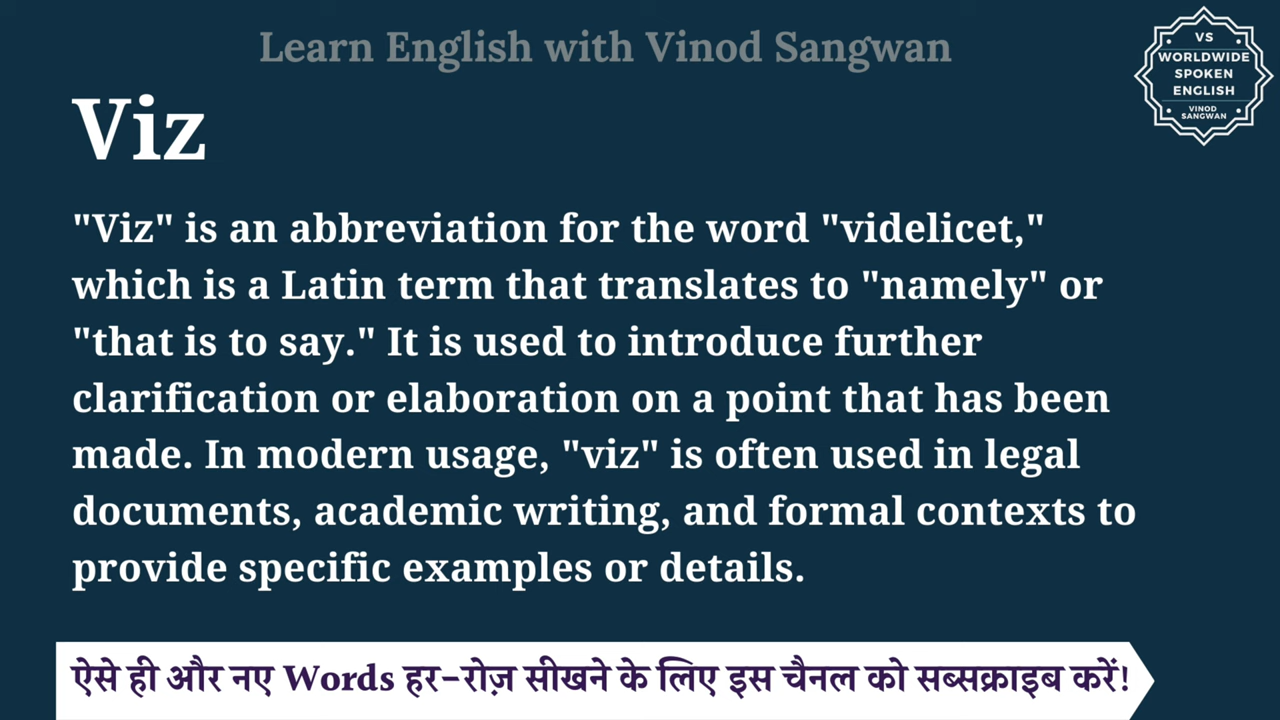 Learn English with Vinod Sangwan
VS
WORLDWIDE
SPOKEN
ENGLISH
VINOD
SANGWAN
Viz
"Viz" is an abbreviation for the word "videlicet,"
which is a Latin term that translates to "namely" or
"that is to say." It is used to introduce further
clarification or elaboration on a point that has been
made. In modern usage, "viz" is often used in legal
documents, academic writing, and formal contexts to
provide specific examples or details.
ऐसे ही और नए Words हर-रोज़ सीखने के लिए इस चैनल को सब्सक्राइब करें!